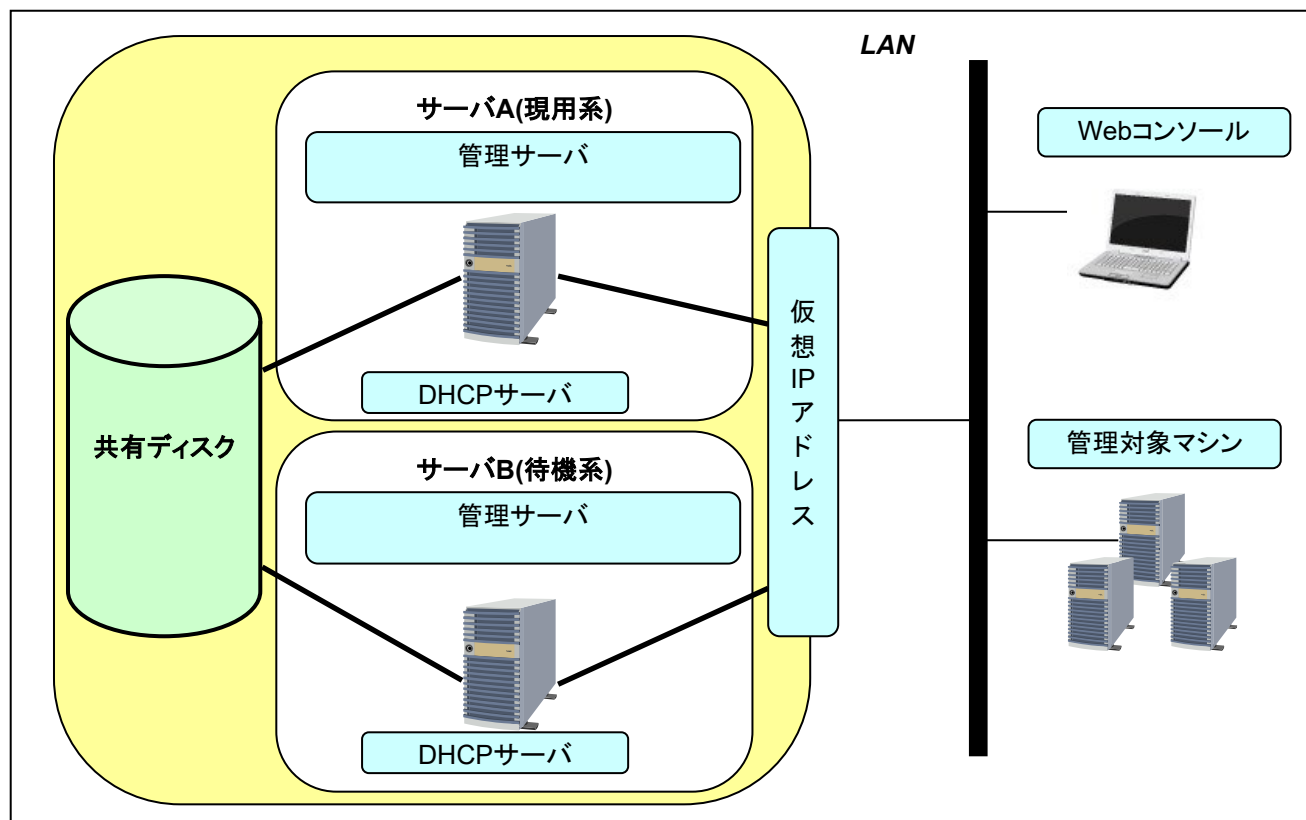 LAN
サーバA(現用系)
管理サーバ
DHCPサーバ
サーバB(待機系)
管理サーバ
DHCPサーバ
共有ディスク
仮想IPアドレス
Webコンソール
管理対象マシン